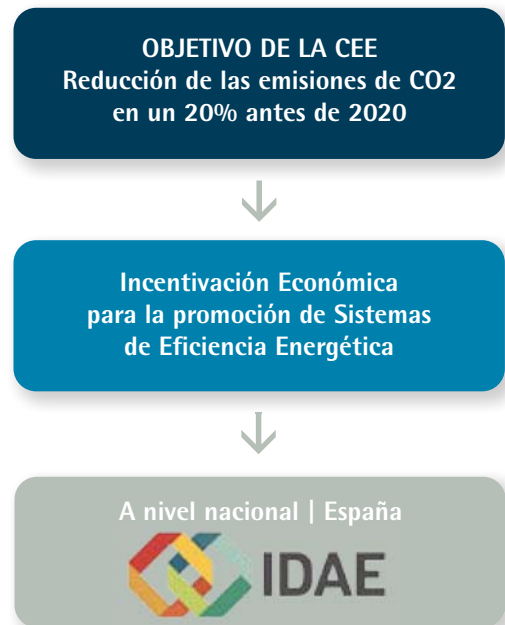 OBJETIVO DE LA CEE
Reducción de las emisiones de CO2
en un 20% antes de 2020
Incentivación Económica
para la promoción de Sistemas
de Eficiencia Energética
A nivel nacional | España
IDAE